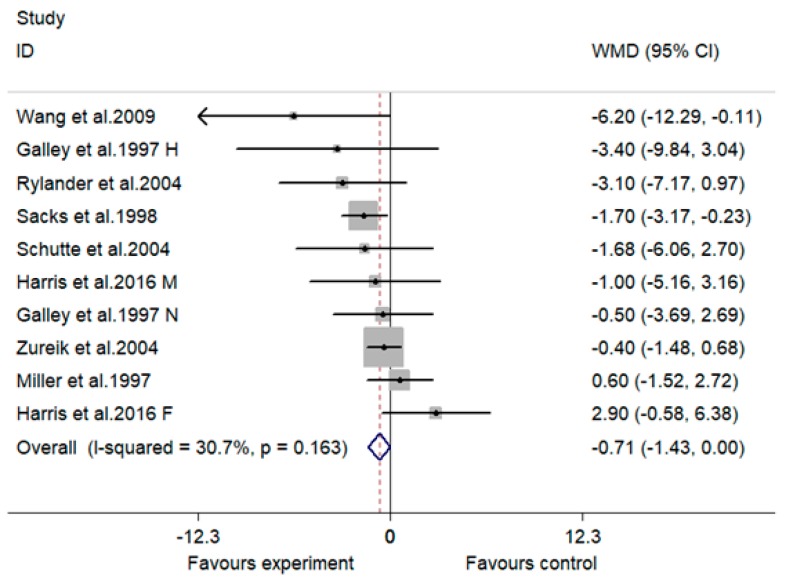 Study
ID WMD (95% CI)
Wang et al.2009 -6.20 (-12.29, -0.11)
Galley et al.1997 H -3.40 (-9.84, 3.04)
Rylander et al.2004 -3.10 (-7.17, 0.97)
Sacks et al.1998 -1.70 (-3.17, -0.23)
Schutte et al.2004 -1.68 (-6.06, 2.70)
Harris et al.2016 M -1.00 (-5.16, 3.16)
Galley et al.1997 N -0.50 (-3.69, 2.69)
Zureik et al.2004 -0.40 (-1.48, 0.68)
Miller et al.1997 0.60 (-1.52, 2.72)
Harris et al.2016 F 2.90 (-0.58, 6.38)
Overall (I-squared = 30.7%, p = 0.163) -0.71 (-1.43, 0.00)
-12.3 0 12.3
Favours experiment Favours control